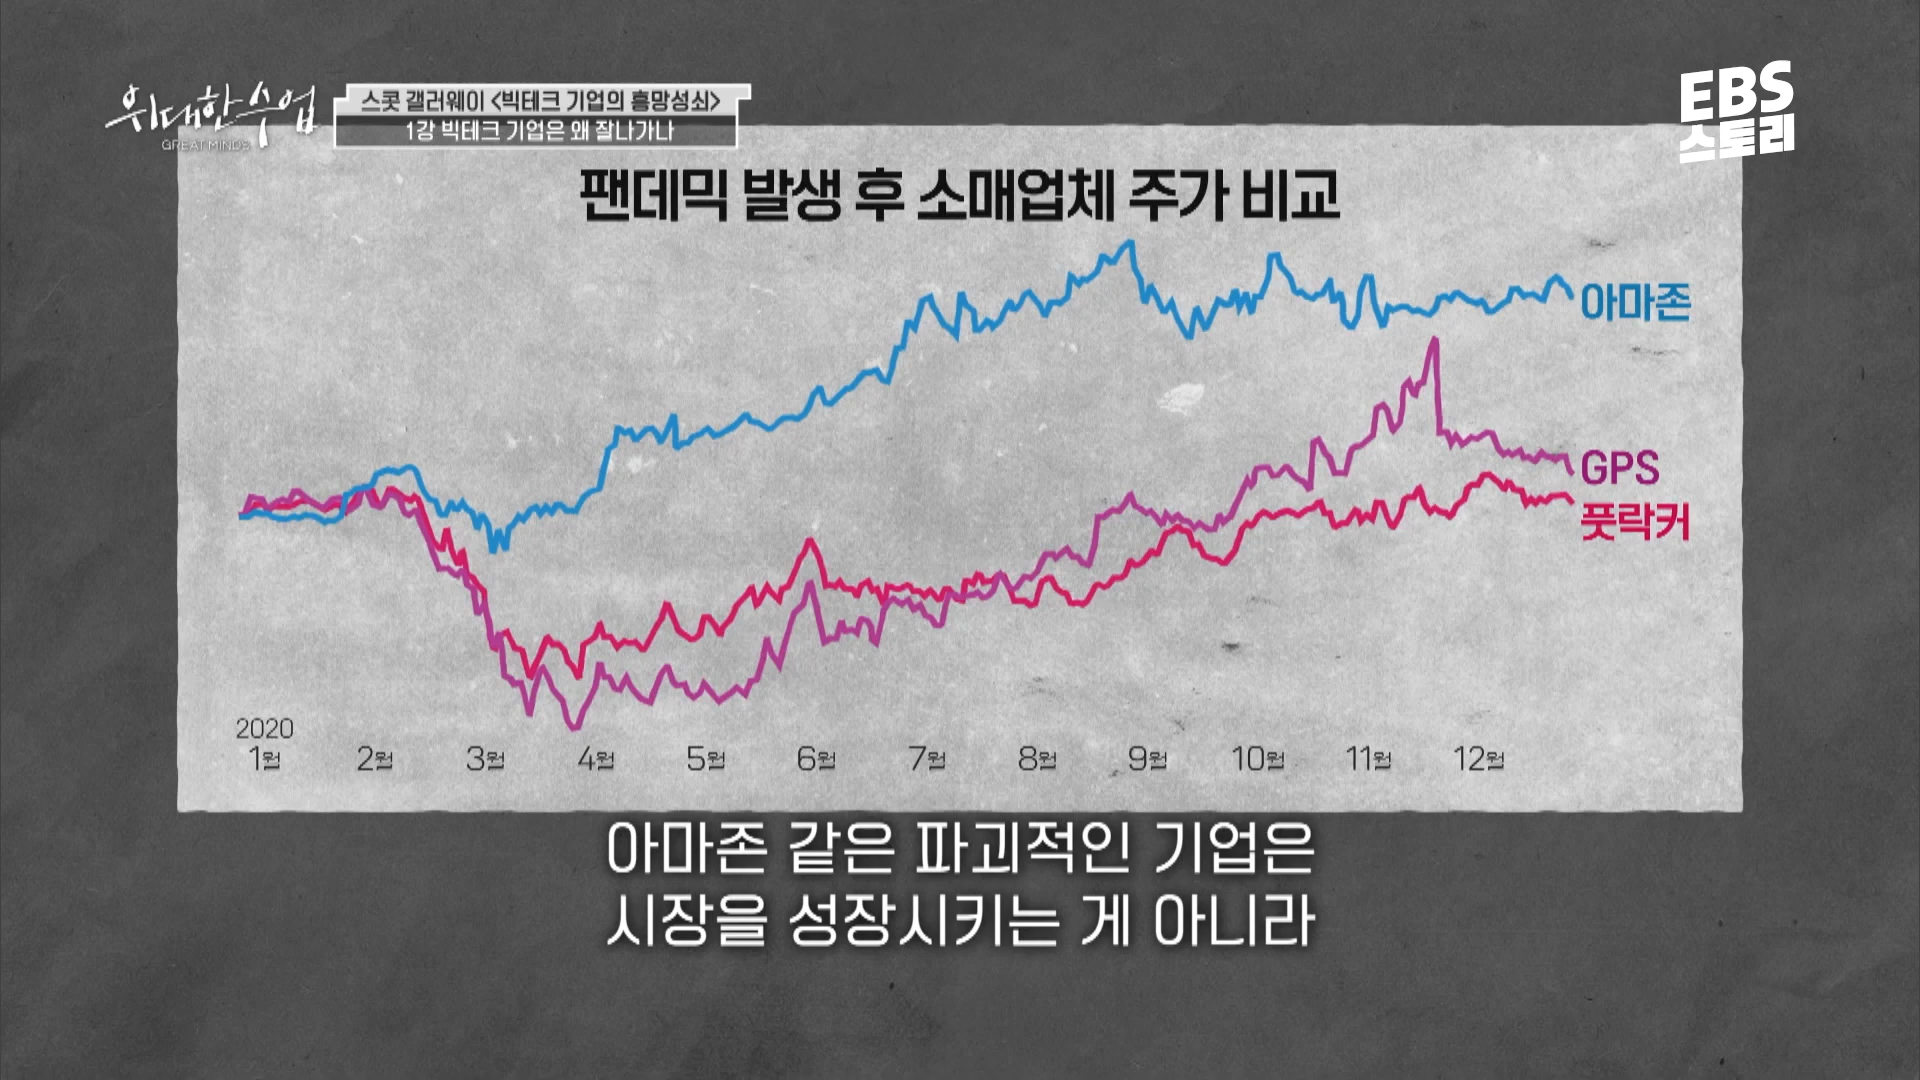 위대한 수업
GREAT MINDS
스콧 갤러웨이 <빅테크 기업의 흥망성쇠>
1강 빅테크 기업은 왜 잘나가나
EBS
스토리
팬데믹 발생 후 소매업체 주가 비교
아마존
GPS
풋락커
2020
1월 2월 3월 4월 5월 6월 7월 8월 9월 10월 11월 12월
아마존 같은 파괴적인 기업은
시장을 성장시키는 게 아니라